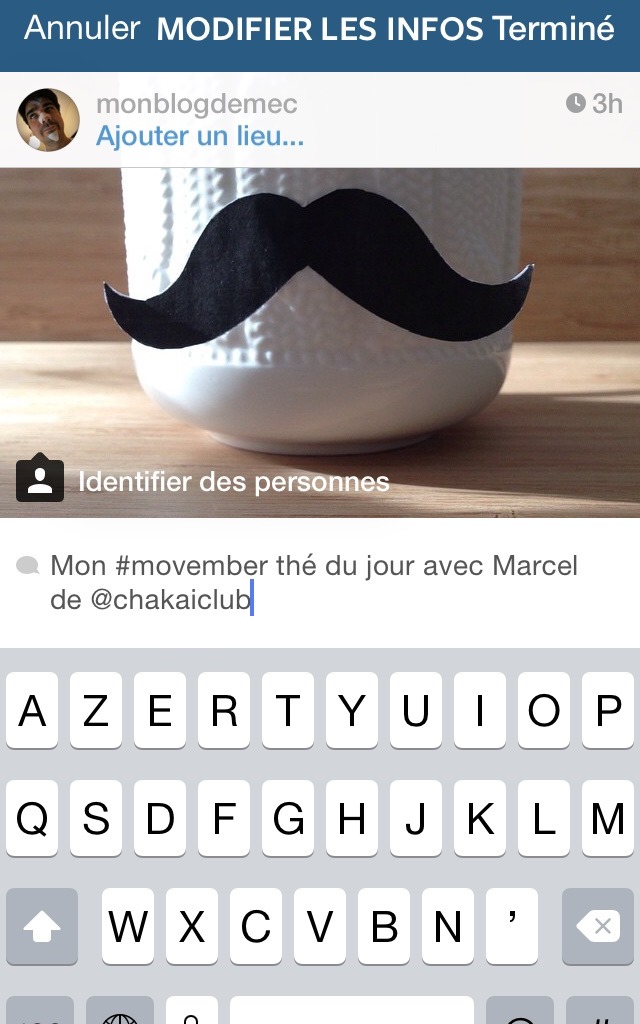 Annuler MODIFIER LES INFOS Terminé
monblogdemec 3h
Ajouter un lieu...
Identifier des personnes
Mon #movember thé du jour avec Marcel
de @chakaiclub
A Z E R T Y U I O P
Q S D F G H J K L M
W X C V B N '